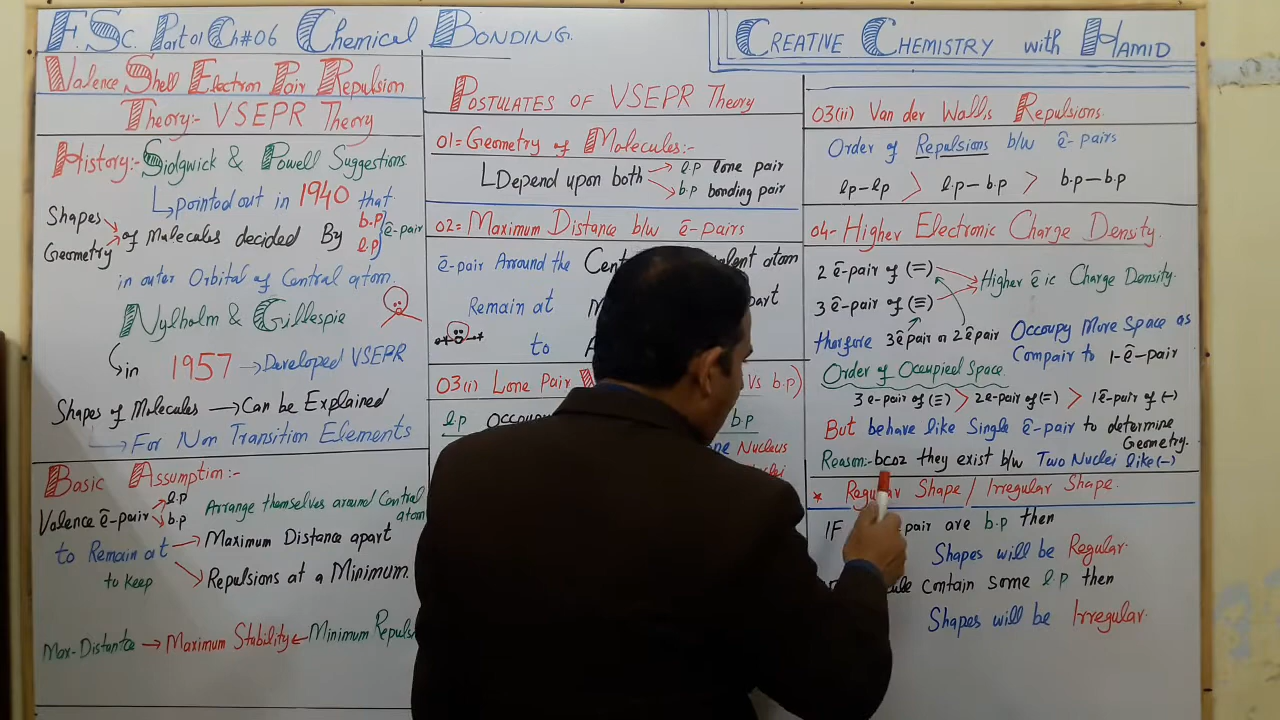 F.Sc. Part 01 Ch#06 Chemical Bonding.
Creative Chemistry with Hamid
Valence Shell Electron Pair Repulsion
Theory:- VSEPR Theory
History:- Sidgwick & Powell Suggestions
pointed out in 1940 that
Shapes
Geometry of Molecules decided By b.p l.p ē-pair
in outer Orbital of Central atom.
Nylholm & Gillespie
in 1957 → Developed VSEPR
Shapes of Molecules → Can be Explained
→ For Non Transition Elements
Basic Assumption:-
Valence ē-pair l.p b.p Arrange themselves around Central atom
to Remain at → Maximum Distance apart
to Keep → Repulsions at a Minimum.
Max-Distance → Maximum Stability ← Minimum Repuls
Postulates of VSEPR Theory
01= Geometry of Molecules:-
Depend upon both → l.p lone pair
→ b.p bonding pair
02= Maximum Distance b/w ē-pairs
ē-pair Arround the atom
Remain at
to
03(i) Lone Pair Vs b.p)
l.p b.p
Nucleus
03(ii) Van der Wall's Repulsions.
Order of Repulsions b/w ē-pairs
lp-lp > l.p-b.p > b.p-b.p
04- Higher Electronic Charge Density.
2 ē-pair of (=)
3 ē-pair of (≡) Higher ē ic Charge Density.
therfore 3ē pair or 2ē pair Occupy More Space as
Compair to 1-ē-pair
Order of Occupied Space.
3 e-pair of (≡) > 2e-pair of (=) > 1ē pair of (-)
But behave like Single ē-pair to determine
Geometry.
Reason:- bcoz they exist b/w Two Nuclei like (-)
* Regular Shape / Irregular Shape.
IF pair are b.p then
Shapes will be Regular.
contain some l.p then
Shapes will be Irregular.